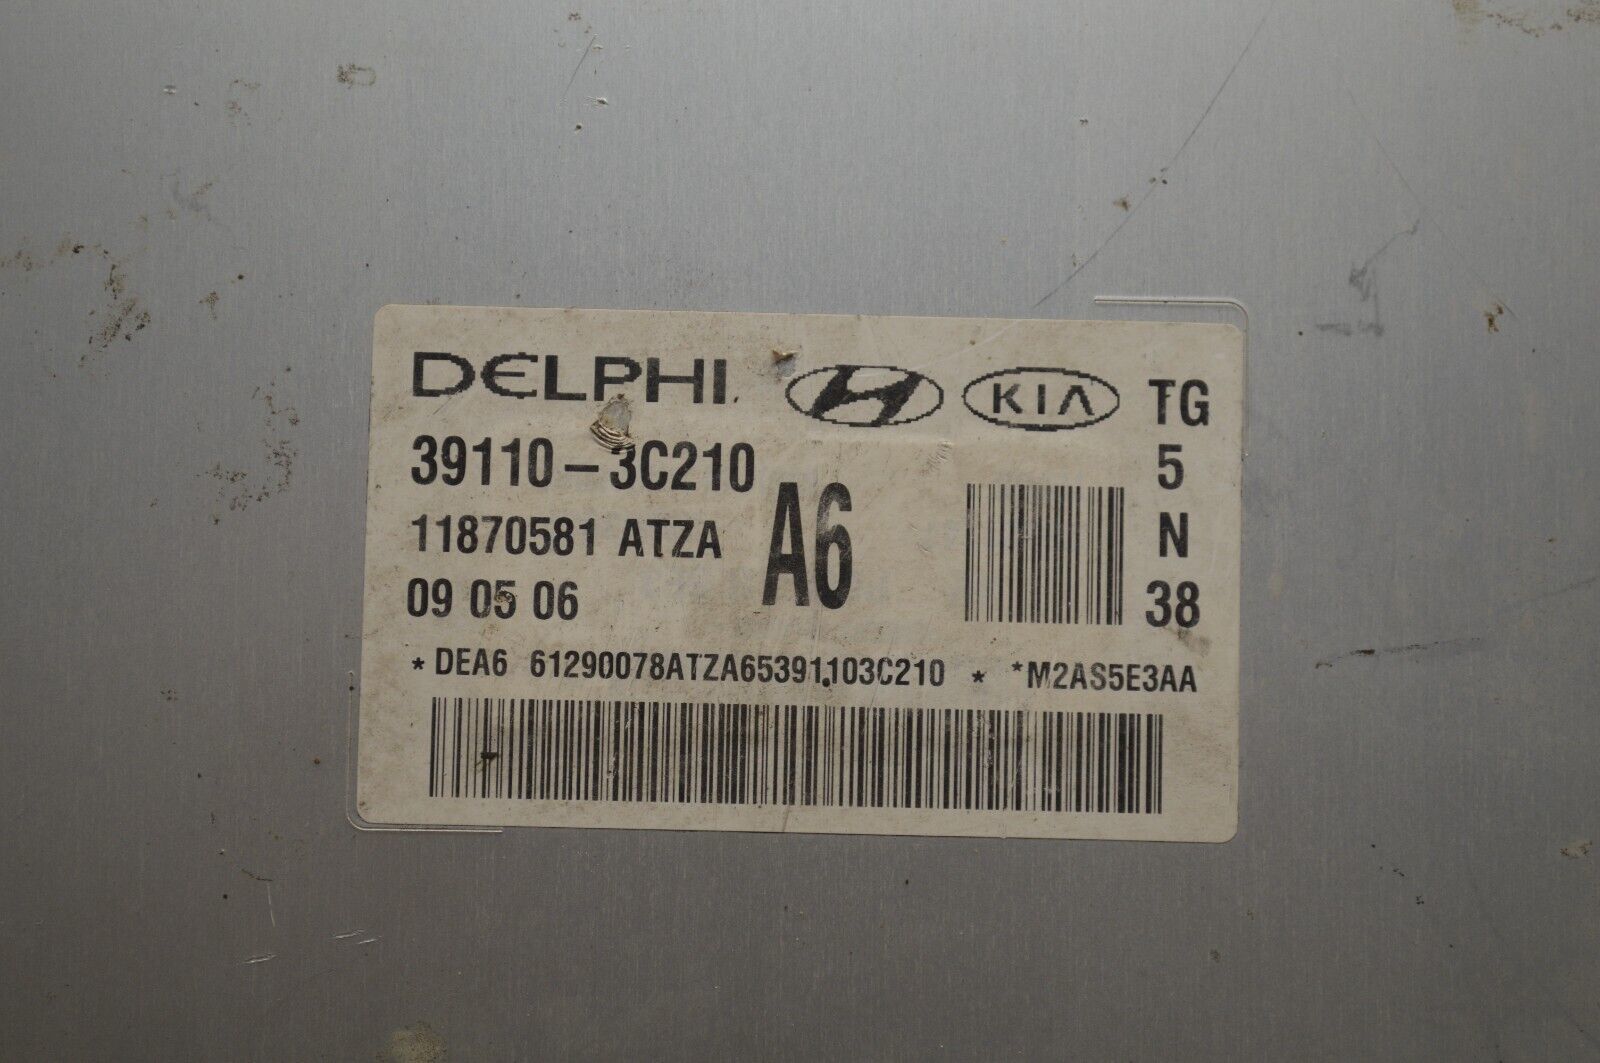 DELPHI KIA TG
39110-3C210 5
11870581 ATZA A6 N
09 05 06 38
* DEA6 61290078ATZA65391103C210 * *M2AS5E3AA